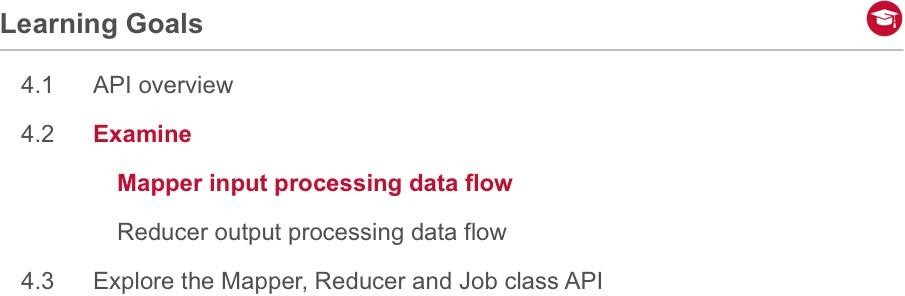 Learning Goals
4.1 API overview
4.2 Examine
Mapper input processing data flow
Reducer output processing data flow
4.3 Explore the Mapper, Reducer and Job class API